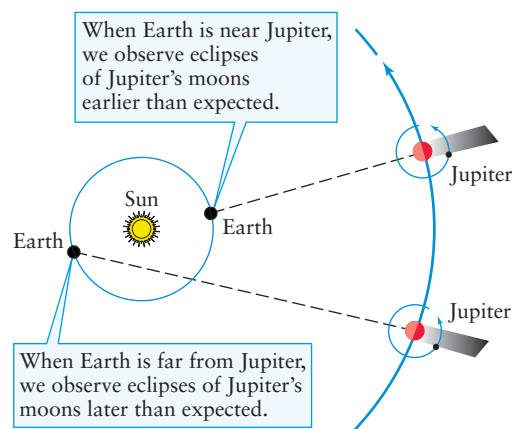 When Earth is near Jupiter,
we observe eclipses
of Jupiter's moons
earlier than expected.
Jupiter
Sun
Earth
Earth
Jupiter
When Earth is far from Jupiter,
we observe eclipses of Jupiter's
moons later than expected.